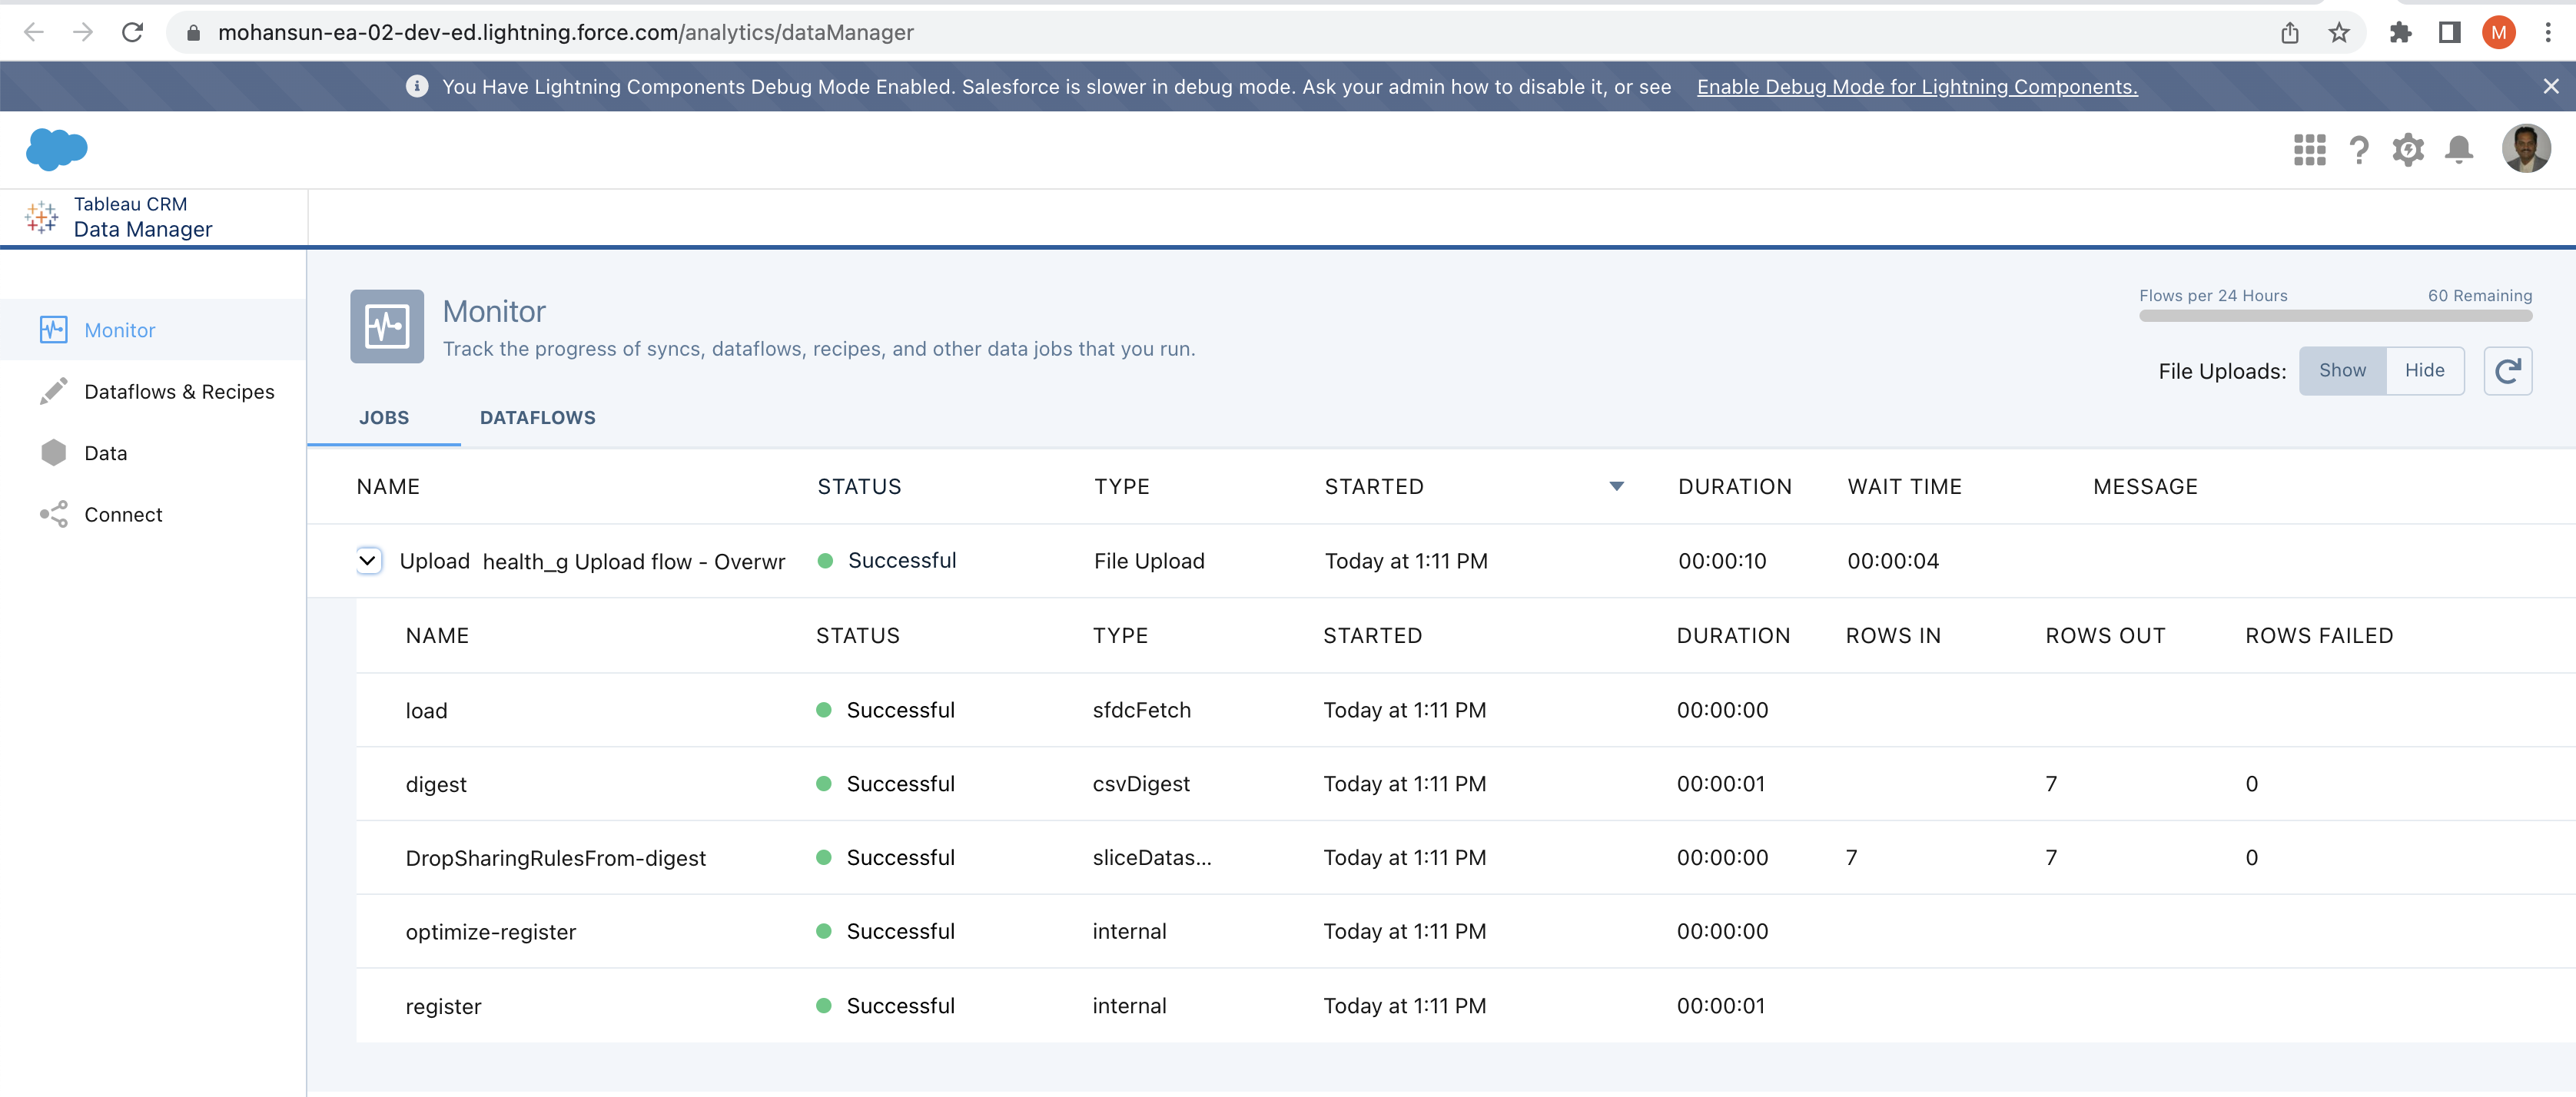 mohansun-ea-02-dev-ed.lightning.force.com/analytics/dataManager
M
You Have Lightning Components Debug Mode Enabled. Salesforce is slower in debug mode. Ask your admin how to disable it, or see Enable Debug Mode for Lightning Components.
Tableau CRM
Data Manager
Monitor
Dataflows & Recipes
Data
Connect
Monitor
Track the progress of syncs, dataflows, recipes, and other data jobs that you run.
Flows per 24 Hours 60 Remaining
File Uploads: Show Hide
JOBS DATAFLOWS
NAME STATUS TYPE STARTED DURATION WAIT TIME MESSAGE
Upload health_g Upload flow - Overwr Successful File Upload Today at 1:11 PM 00:00:10 00:00:04
NAME STATUS TYPE STARTED DURATION ROWS IN ROWS OUT ROWS FAILED
load Successful sfdcFetch Today at 1:11 PM 00:00:00
digest Successful csvDigest Today at 1:11 PM 00:00:01 7 0
DropSharingRulesFrom-digest Successful sliceDatas... Today at 1:11 PM 00:00:00 7 7 0
optimize-register Successful internal Today at 1:11 PM 00:00:00
register Successful internal Today at 1:11 PM 00:00:01